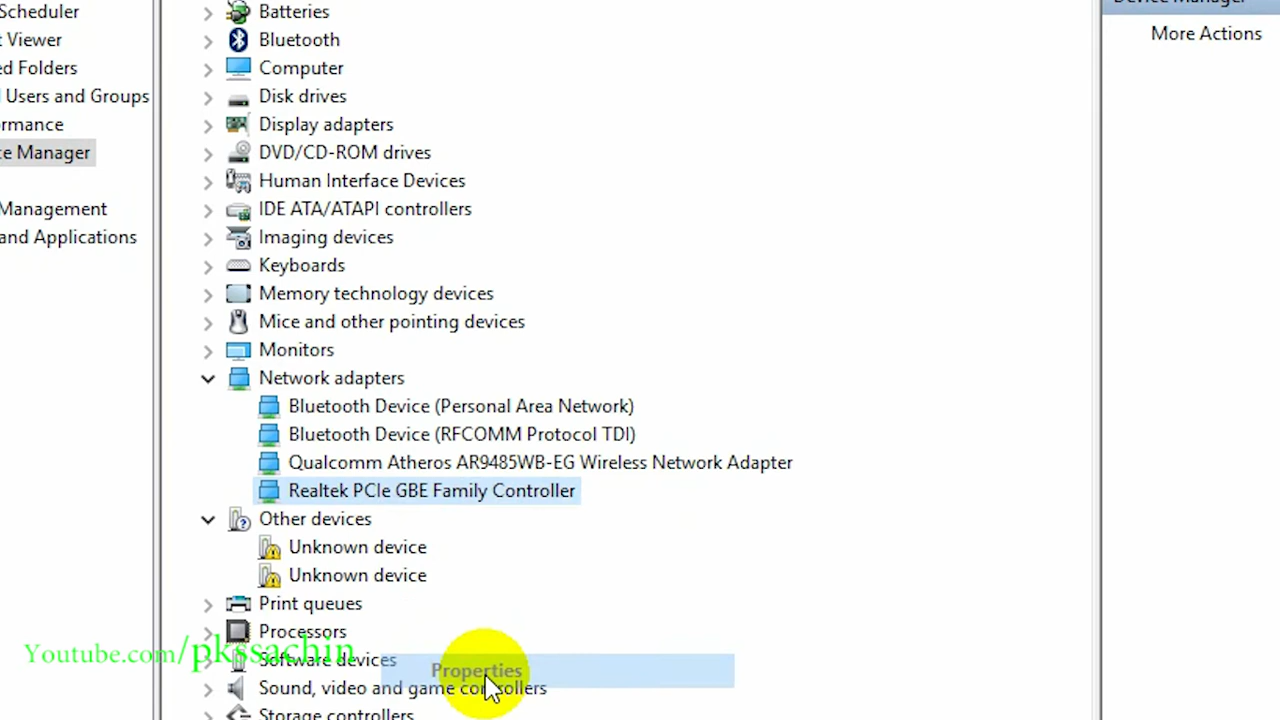 Scheduler
t Viewer
ed Folders
Users and Groups
rmance
ce Manager
Management
and Applications
Batteries
Bluetooth
Computer
Disk drives
Display adapters
DVD/CD-ROM drives
Human Interface Devices
IDE ATA/ATAPI controllers
Imaging devices
Keyboards
Memory technology devices
Mice and other pointing devices
Monitors
Network adapters
Bluetooth Device (Personal Area Network)
Bluetooth Device (RFCOMM Protocol TDI)
Qualcomm Atheros AR9485WB-EG Wireless Network Adapter
Realtek PCIe GBE Family Controller
Other devices
Unknown device
Unknown device
Print queues
Processors
Software devices
Sound, video and game controllers
Storage controllers
Properties
Youtube.com/pkssachin
Device Manager
More Actions